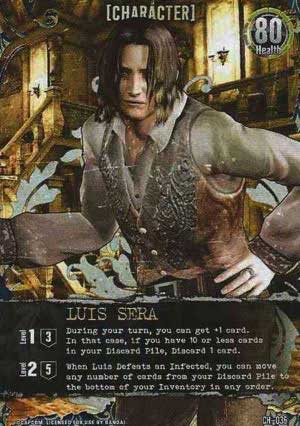 [CHARACTER]
80
Health
LUIS SERA
Level 1 3
During your turn, you can get +1 card.
In that case, if you have 10 or less cards
in your Discard Pile, Discard 1 card.
Level 2 5
When Luis Defeats an Infected, you can move
any number of cards from your Discard Pile to
the bottom of your Inventory in any order.
©CAPCOM. LICENSED FOR USE BY BANDAI
CH-036